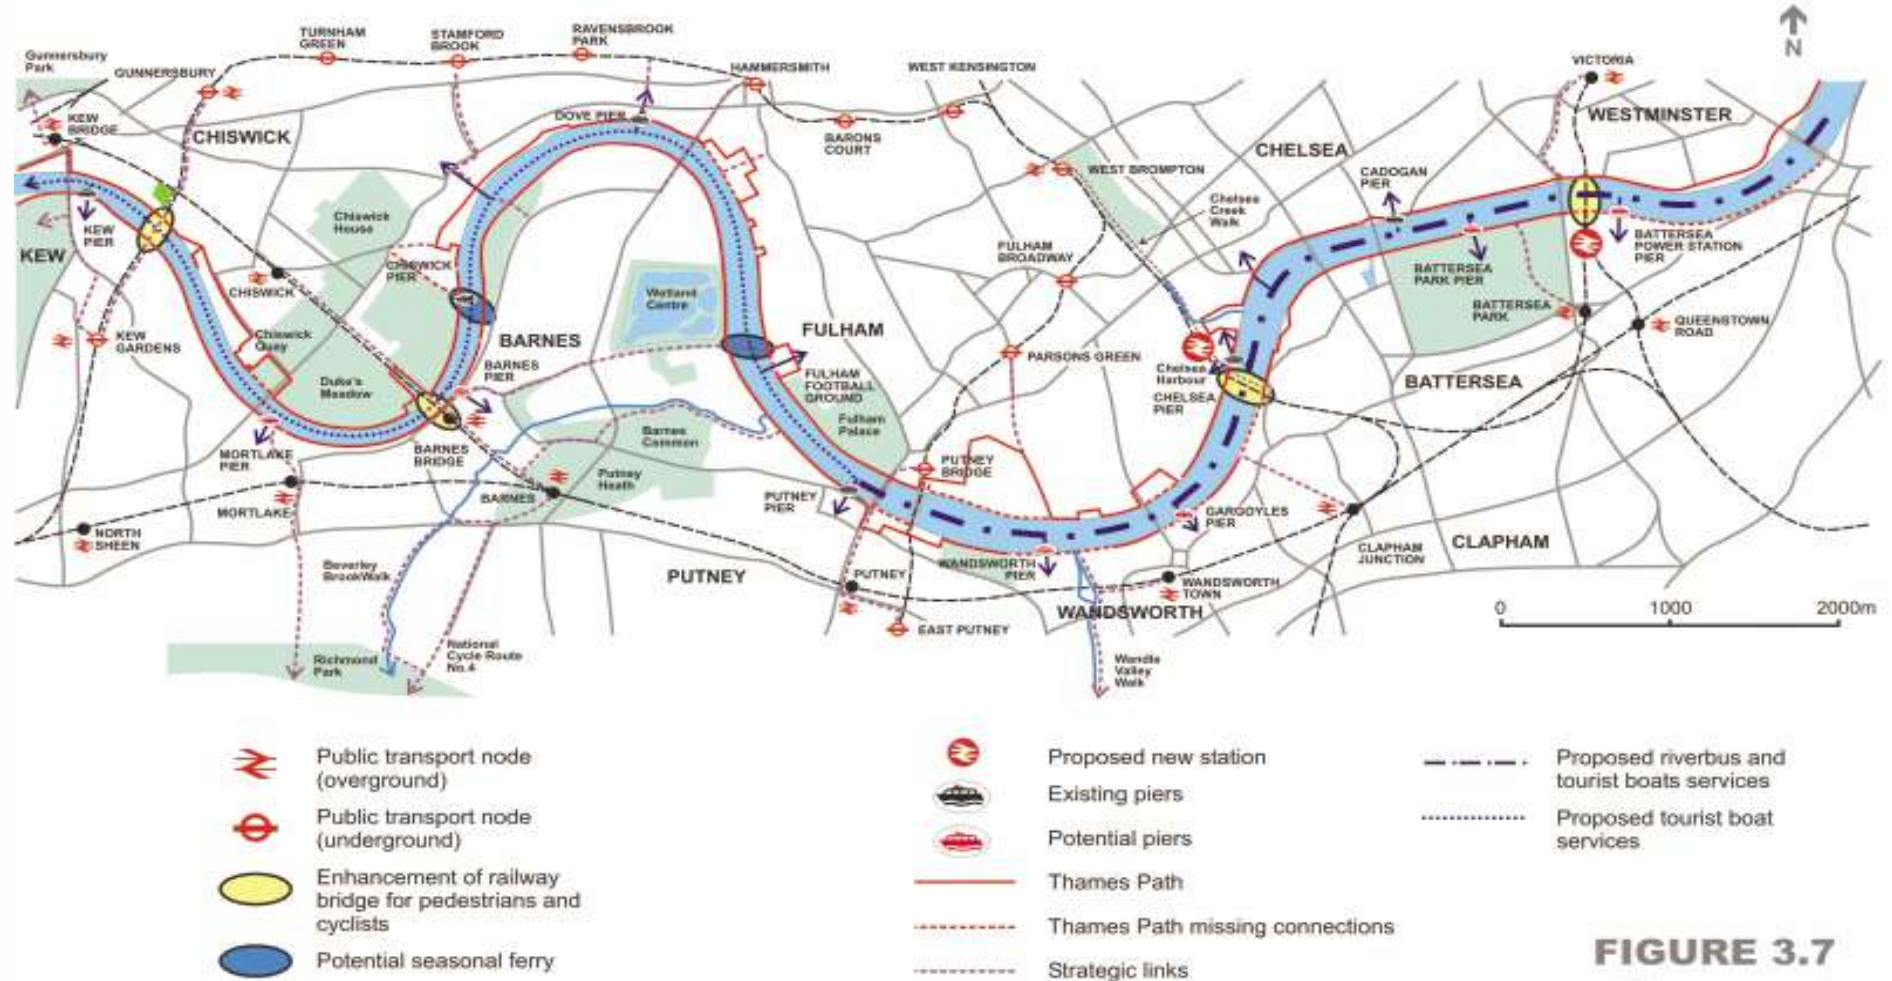 TURNHAM
GREEN
STAMFORD
BROOK
RAVENSBROOK
PARK
Gunnersbury
Park
GUNNERSBURY
HAMMERSMITH
WEST KENSINGTON
VICTORIA
N
KEW
BRIDGE
CHISWICK
DOVE PIER
BARONS
COURT
WESTMINSTER
CHELSEA
WEST BROMPTON
CADOGAN
PIER
Chiswick
House
Chelsea
Creek
Walk
KEW
PIER
KEW
CHISWICK
PIER
FULHAM
BROADWAY
BATTERSEA
POWER STATION
PIER
BATTERSEA
PARK PIER
CHISWICK
Wetland
Centre
BATTERSEA
PARK
QUEENSTOWN
ROAD
KEW
GARDENS
Chiswick
Quay
BARNES
FULHAM
PARSONS GREEN
BARNES
PIER
Chelsea
Harbour
CHELSEA
PIER
BATTERSEA
Duke's
Meadow
FULHAM
FOOTBALL
GROUND
Fulham
Palace
Barnes
Common
MORTLAKE
PIER
BARNES
BRIDGE
PUTNEY
BRIDGE
Putney
Heath
BARNES
PUTNEY
PIER
MORTLAKE
GARGOYLES
PIER
NORTH
SHEEN
CLAPHAM
CLAPHAM
JUNCTION
Beverley
BrookWalk
PUTNEY
PUTNEY
WANDSWORTH
PIER
WANDSWORTH
TOWN
WANDSWORTH
EAST PUTNEY
0 1000 2000m
Richmond
Park
National
Cycle Route
No.4
Wandle
Valley
Walk
Public transport node
(overground)
Public transport node
(underground)
Enhancement of railway
bridge for pedestrians and
cyclists
Potential seasonal ferry
Proposed new station
Existing piers
Potential piers
Thames Path
Thames Path missing connections
Strategic links
Proposed riverbus and
tourist boats services
Proposed tourist boat
services
FIGURE 3.7